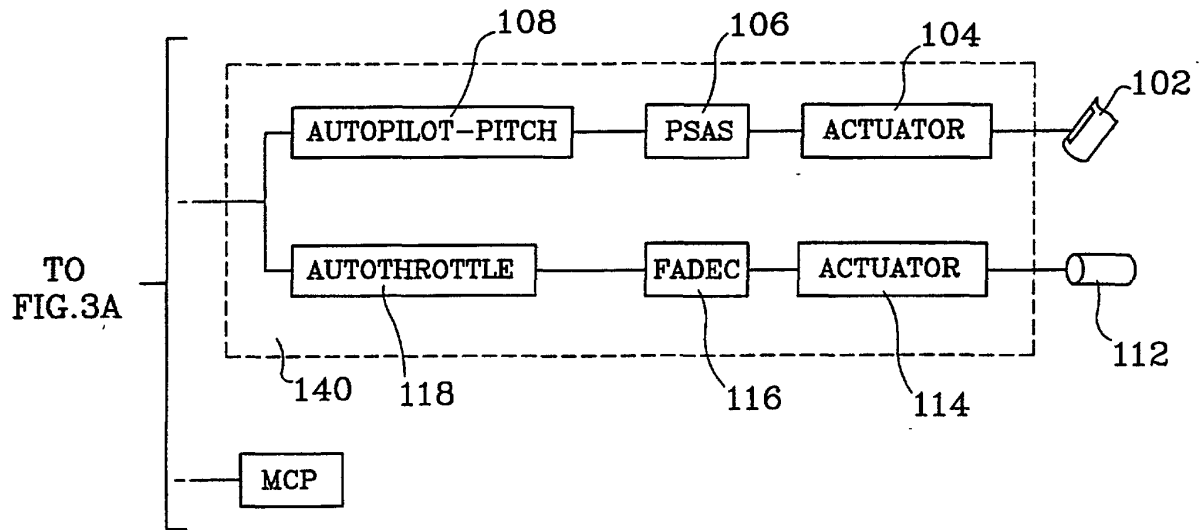 108
106
104
102
AUTOPILOT-PITCH
PSAS
ACTUATOR
TO
FIG.3A
AUTOTHROTTLE
FADEC
ACTUATOR
140
118
116
114
112
MCP